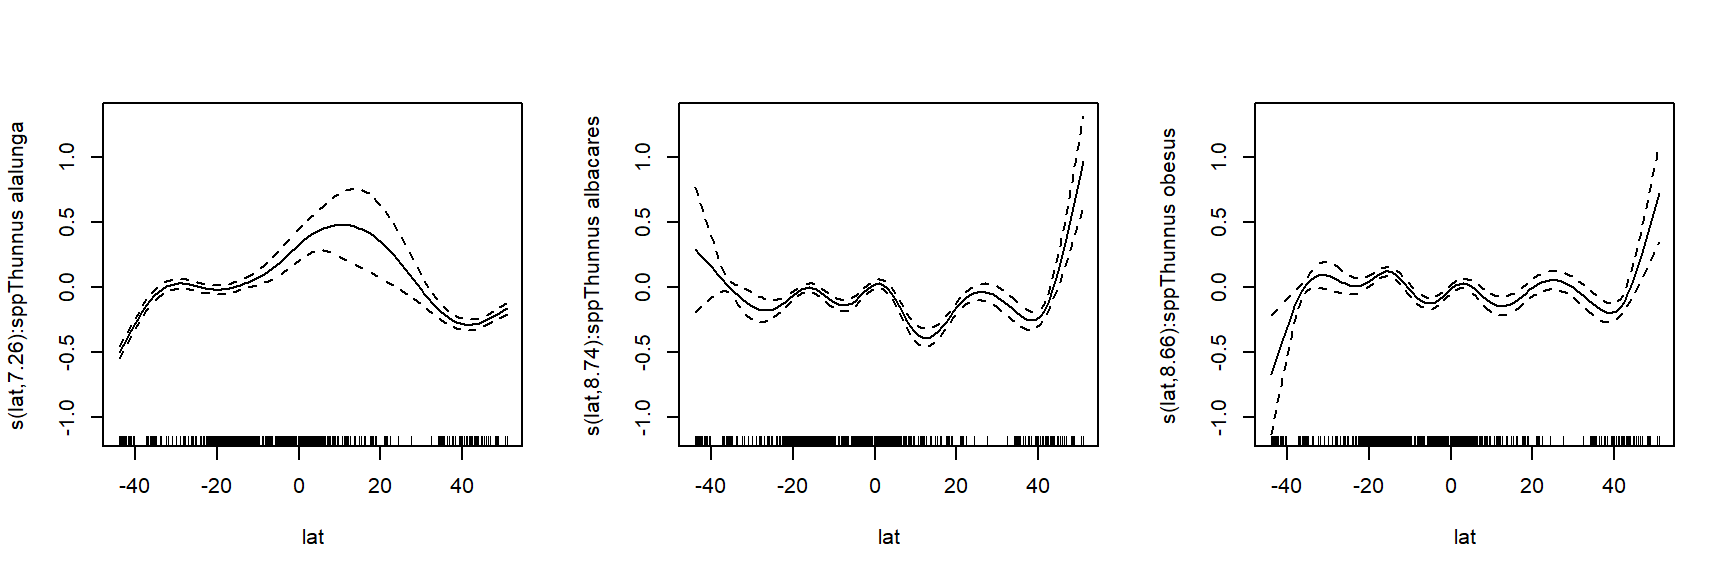 s(lat,7.26):sppThunnus alalunga
1.0
0.5
0.0
-0.5
-1.0
-40 -20 0 20 40
lat
s(lat,8.74):sppThunnus albacares
1.0
0.5
0.0
-0.5
-1.0
-40 -20 0 20 40
lat
s(lat,8.66):sppThunnus obesus
1.0
0.5
0.0
-0.5
-1.0
-40 -20 0 20 40
lat